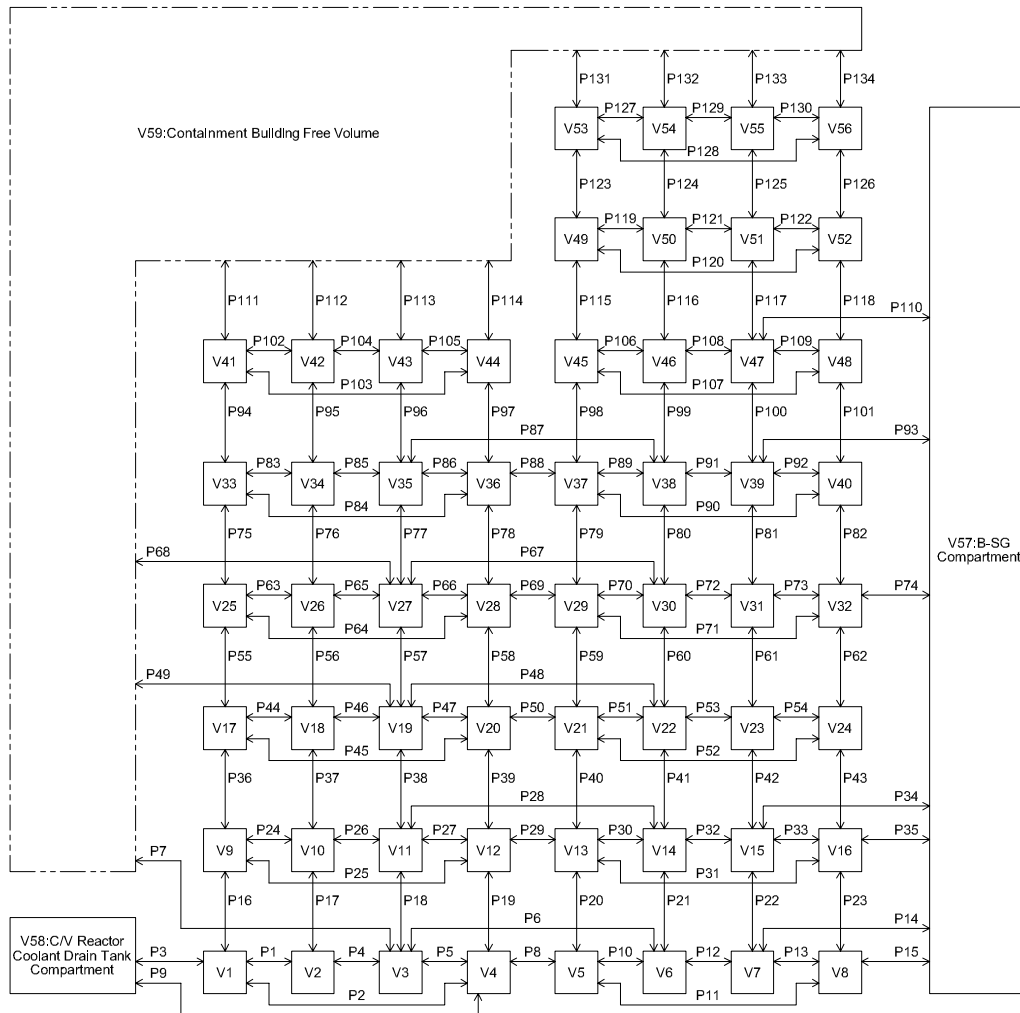 P131 P132 P133 P134
P127 P129 P130
V53 V54 V55 V56
V59:Containment Building Free Volume
P128
P123 P124 P125 P126
P119 P121 P122
V49 V50 V51 V52
P120
P111 P112 P113 P114 P115 P116 P117 P118 P110
P102 P104 P105 P106 P108 P109
V41 V42 V43 V44 V45 V46 V47 V48
P103 P107
P94 P95 P96 P97 P98 P99 P100 P101
P87 P93
P83 P85 P86 P88 P89 P91 P92
V33 V34 V35 V36 V37 V38 V39 V40
P84 P90
P75 P76 P77 P78 P79 P80 P81 P82
V57:B-SG
Compartment
P68 P67
P63 P65 P66 P69 P70 P72 P73 P74
V25 V26 V27 V28 V29 V30 V31 V32
P64 P71
P55 P56 P57 P58 P59 P60 P61 P62
P49 P48
P44 P46 P47 P50 P51 P53 P54
V17 V18 V19 V20 V21 V22 V23 V24
P45 P52
P36 P37 P38 P39 P40 P41 P42 P43
P28 P34
P24 P26 P27 P29 P30 P32 P33 P35
V9 V10 V11 V12 V13 V14 V15 V16
P7
P25 P31
P16 P17 P18 P19 P20 P21 P22 P23
P6 P14
V58:C/V Reactor
Coolant Drain Tank
Compartment
P3 P1 P4 P5 P8 P10 P12 P13 P15
P9
V1 V2 V3 V4 V5 V6 V7 V8
P2 P11